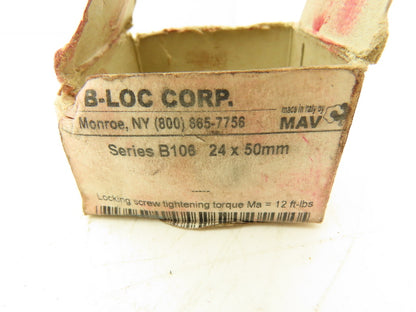 B-LOC CORP.
Monroe, NY (800) 865-7756
made in Italy by
MAV
Series B106 24 x 50mm
Locking screw tightening torque Ma = 12 ft-lbs